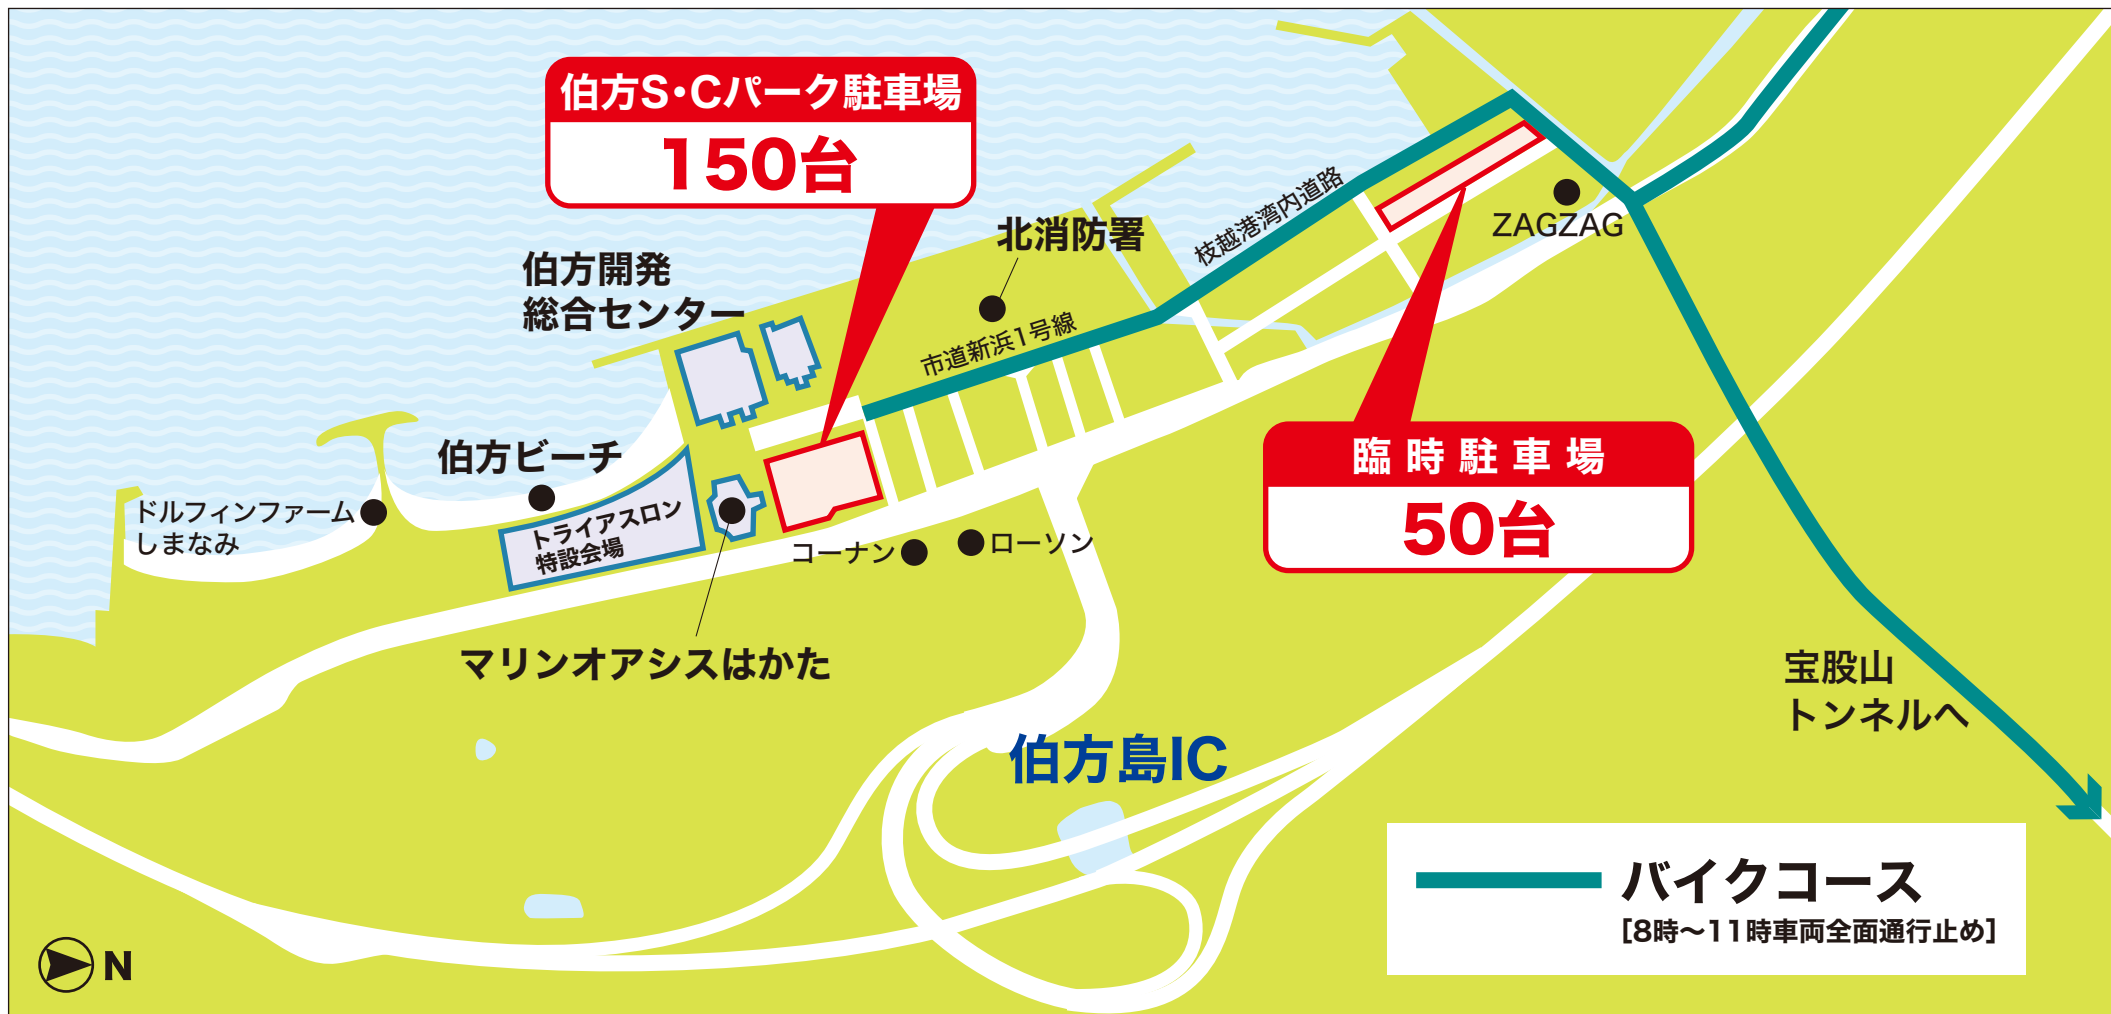 伯方S・Cパーク駐車場
150台
北消防署
枝越港湾内道路
ZAGZAG
伯方開発
総合センター
市道新浜1号線
伯方ビーチ
臨時駐車場
50台
ドルフィンファーム
しまなみ
トライアスロン
特設会場
コーナン
ローソン
マリンオアシスはかた
宝股山
トンネルへ
伯方島IC
バイクコース
[8時〜11時車両全面通行止め]
N